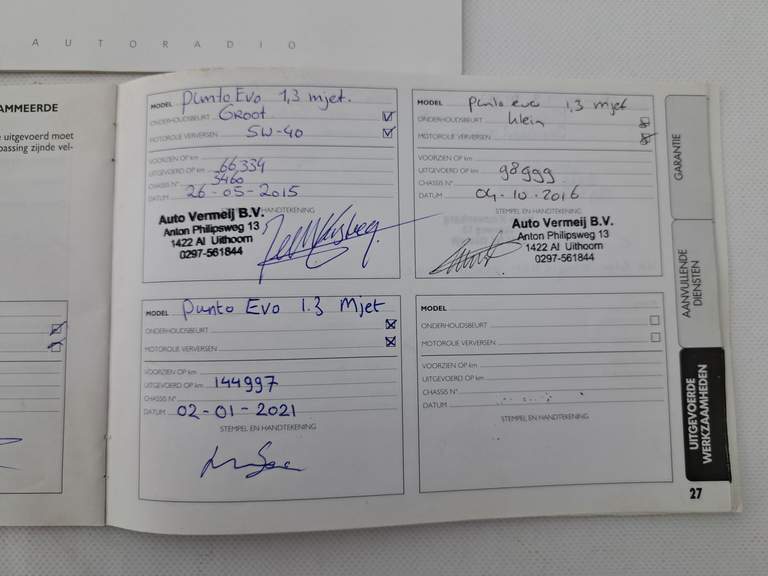 AUTORADIO
AMMEERDE
e uitgevoerd moet
passing zijnde vel-
MODEL Punto Evo 1,3 mjet.
ONDERHOUDSBEURT Groot
MOTOROLIE VERVERSEN 5W-40
VOORZIEN OP km
UITGEVOERD OP km 66,334
CHASSIS N° 3460
DATUM 26-05-2015
HANDTEKENING
Auto Vermeij B.V.
Anton Philipsweg 13
1422 Al Uithoorn
0297-561844
MODEL Punto evo 1,3 mjet
ONDERHOUDSBEURT klein
MOTOROLIE VERVERSEN
VOORZIEN OP km
UITGEVOERD OP km 98999
CHASSIS N°
DATUM 04-10-2016
STEMPEL EN HANDTEKENING
Auto Vermeij B.V.
Anton Philipsweg 13
1422 Al Uithoorn
0297-561844
MODEL Punto Evo 1.3 Mjet
ONDERHOUDSBEURT
MOTOROLIE VERVERSEN
VOORZIEN OP km
UITGEVOERD OP km 144997
CHASSIS N°
DATUM 02-01-2021
STEMPEL EN HANDTEKENING
MODEL
ONDERHOUDSBEURT
MOTOROLIE VERVERSEN
VOORZIEN OP km
UITGEVOERD OP km
CHASSIS N°
DATUM
STEMPEL EN HANDTEKENING
GARANTIE
AANVULLENDE
DIENSTEN
UITGEVOERDE
WERKZAAMHEDEN
27